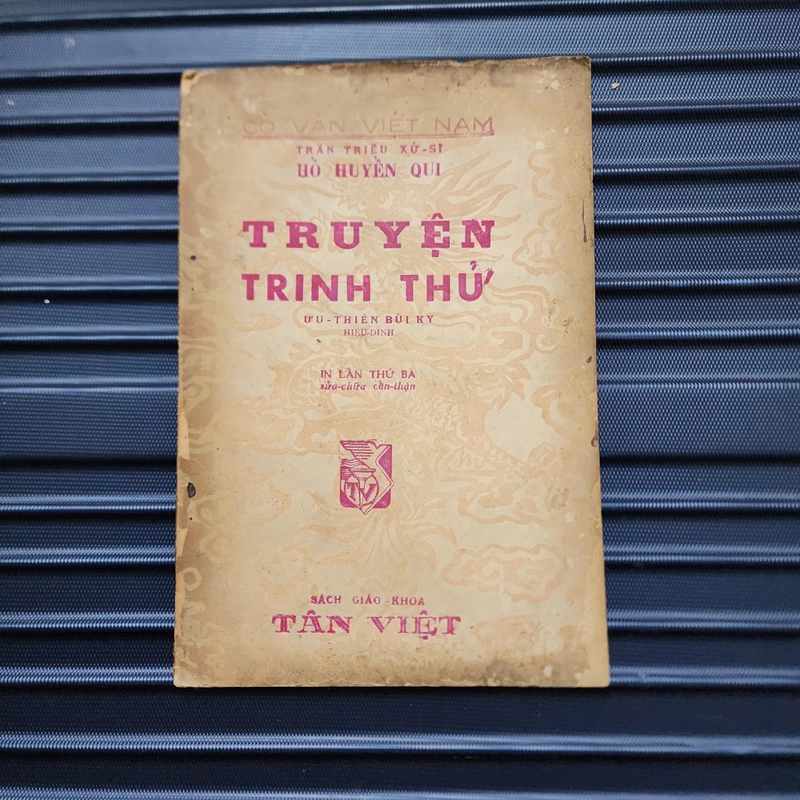 CỔ VĂN VIỆT NAM
TRẦN TRIỀU XỬ-SĨ
HỒ HUYỀN QUI
TRUYỆN
TRINH THỬ
ƯU-THIÊN BÙI KỶ
HIỆU-ĐÍNH
IN LẦN THỨ BA
sửa-chữa cẩn-thận
TV
SÁCH GIÁO KHOA
TÂN VIỆT